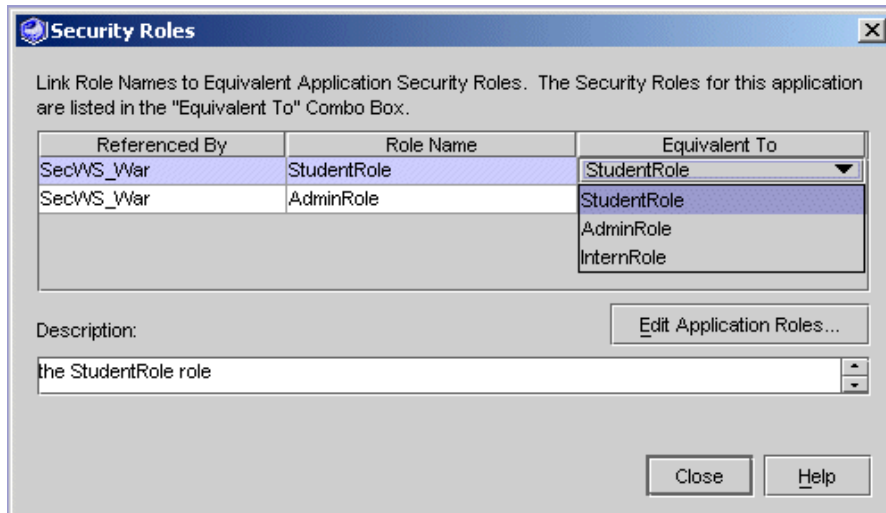 Security Roles
Link Role Names to Equivalent Application Security Roles. The Security Roles for this application
are listed in the "Equivalent To" Combo Box.
Referenced By Role Name Equivalent To
SecWS_War StudentRole StudentRole
SecWS_War AdminRole StudentRole
AdminRole
InternRole
Description: Edit Application Roles...
the StudentRole role
Close Help